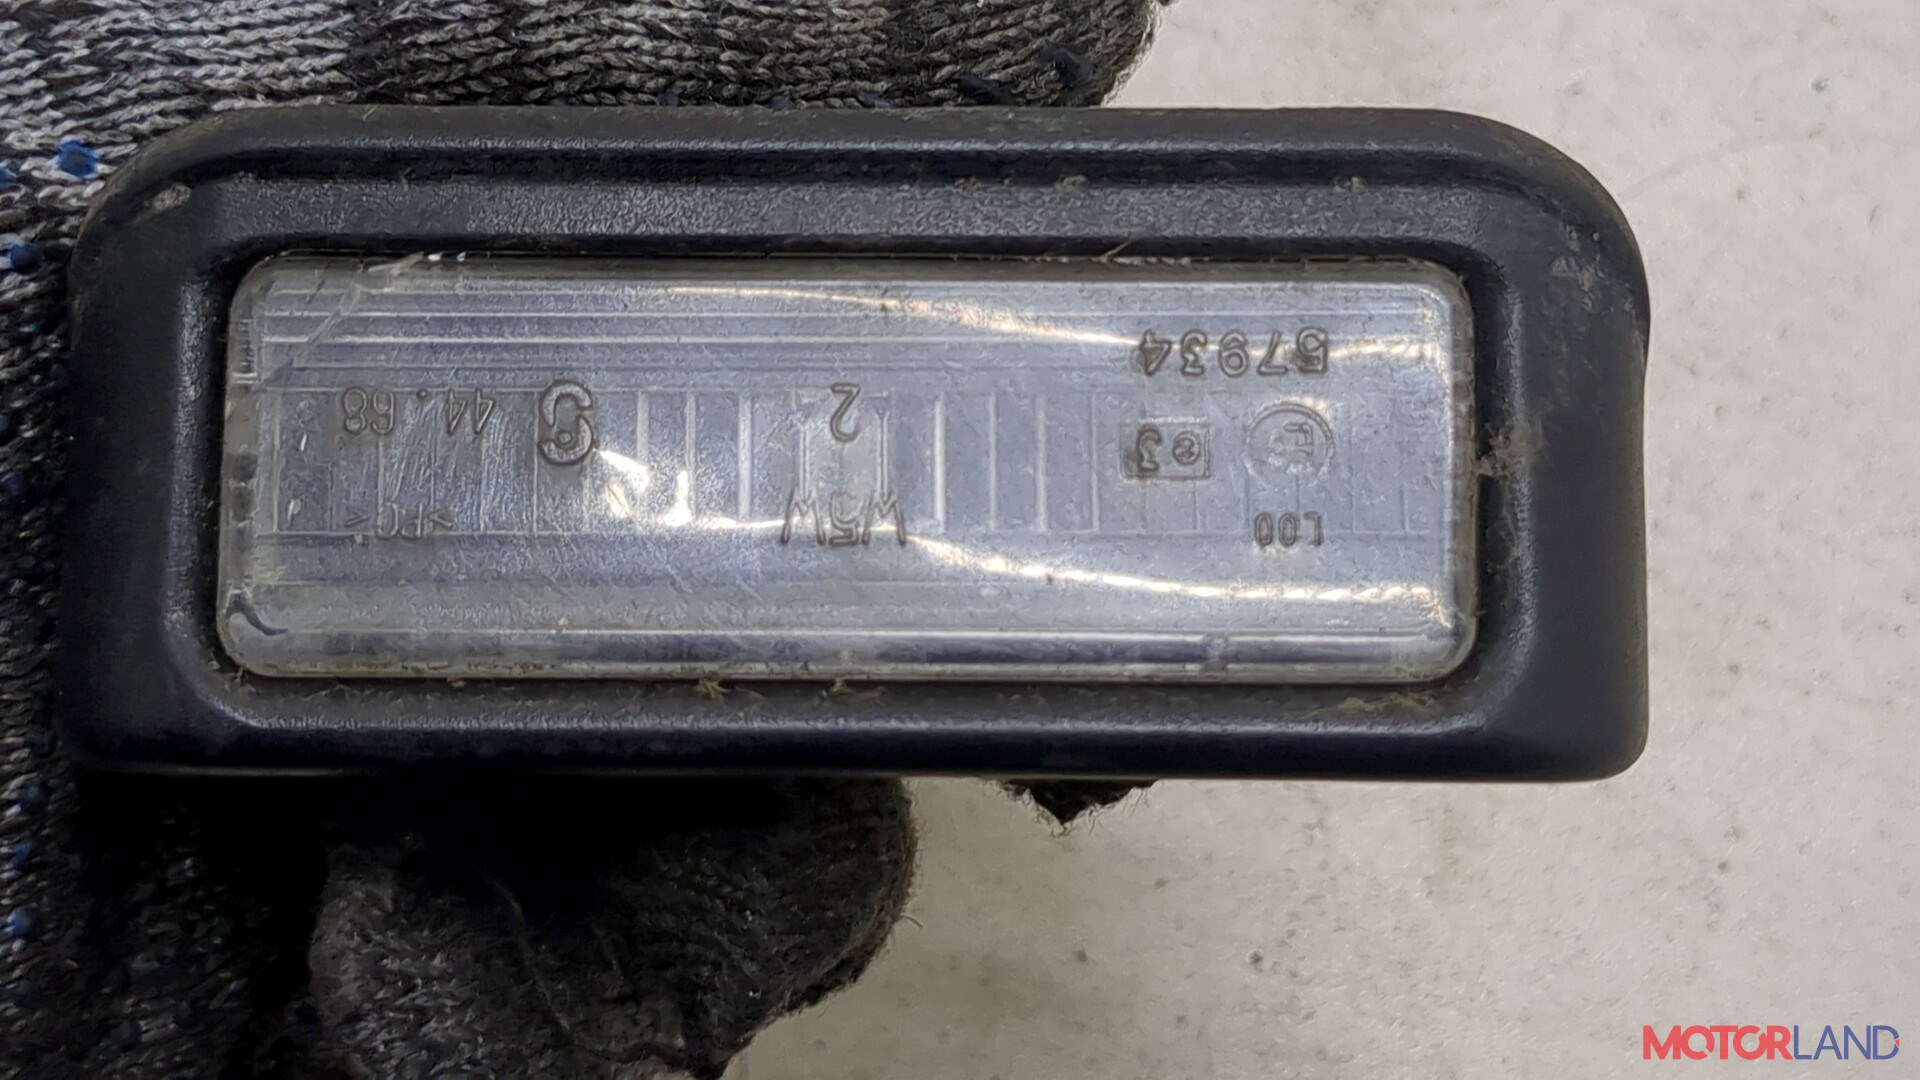 L00 W5W >PC<
e3 2 44.68
57934
MOTORLAND